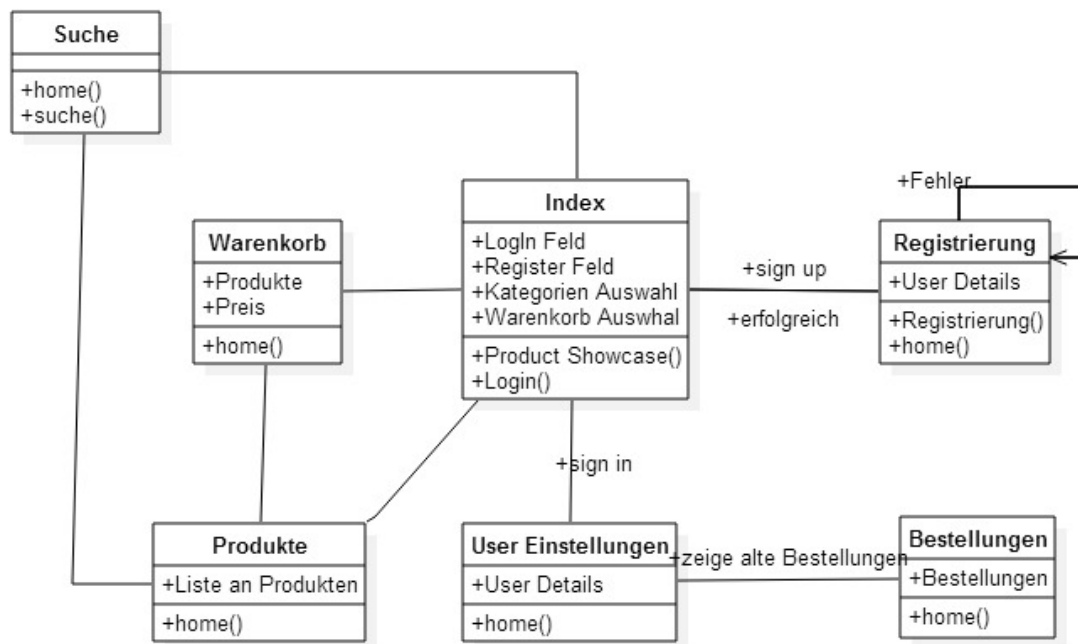 Suche
+home()
+suche()
Index
+LogIn Feld
+Register Feld
+Kategorien Auswahl
+Warenkorb Auswhal
+Product Showcase()
+Login()
Warenkorb
+Produkte
+Preis
+home()
+Fehler
Registrierung
+User Details
+Registrierung()
+home()
+sign up
+erfolgreich
+sign in
Produkte
+Liste an Produkten
+home()
User Einstellungen
+User Details
+home()
+zeige alte Bestellungen
Bestellungen
+Bestellungen
+home()